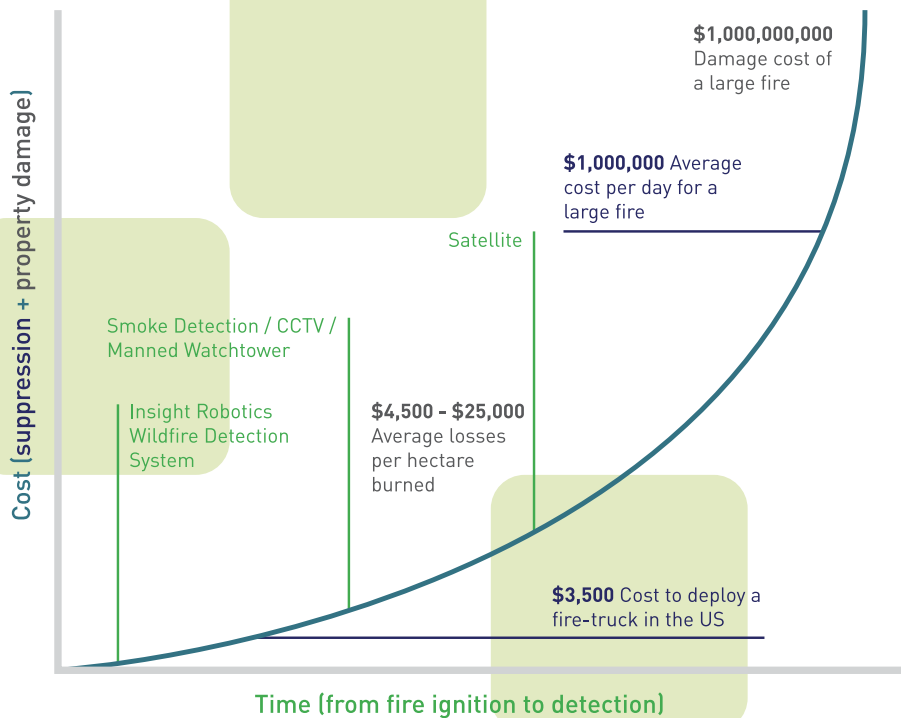 $1,000,000,000
Damage cost of
a large fire
$1,000,000 Average
cost per day for a
large fire
Satellite
Smoke Detection / CCTV /
Manned Watchtower
Insight Robotics
Wildfire Detection
System
$4,500 - $25,000
Average losses
per hectare
burned
$3,500 Cost to deploy a
fire-truck in the US
Cost (suppression + property damage)
Time (from fire ignition to detection)